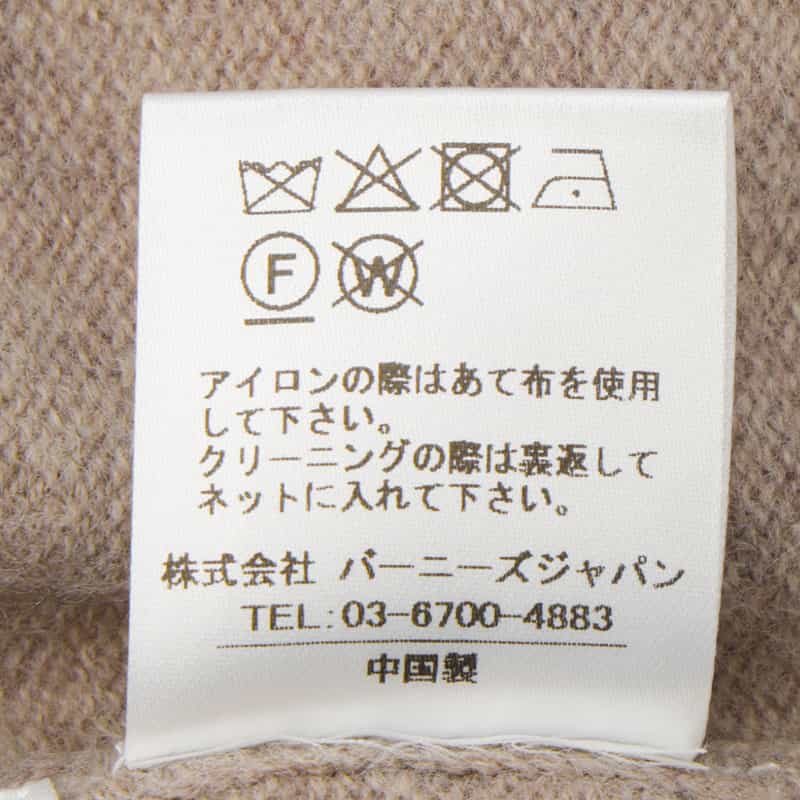 F W
アイロンの際はあて布を使用
して下さい。
クリーニングの際は裏返して
ネットに入れて下さい。
株式会社 バーニーズジャパン
TEL:03-6700-4883
中国製